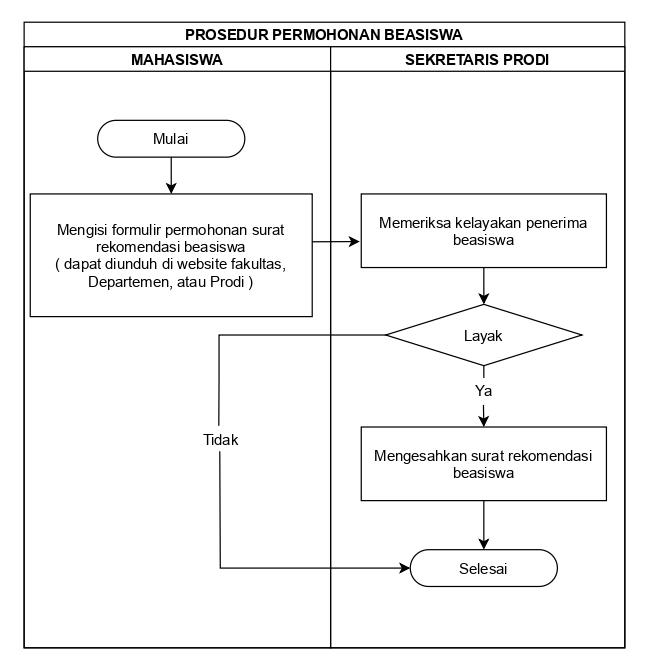 PROSEDUR PERMOHONAN BEASISWA
MAHASISWA
SEKRETARIS PRODI
Mulai
Mengisi formulir permohonan surat
rekomendasi beasiswa
( dapat diunduh di website fakultas,
Departemen, atau Prodi )
Memeriksa kelayakan penerima
beasiswa
Layak
Ya
Tidak
Mengesahkan surat rekomendasi
beasiswa
Selesai